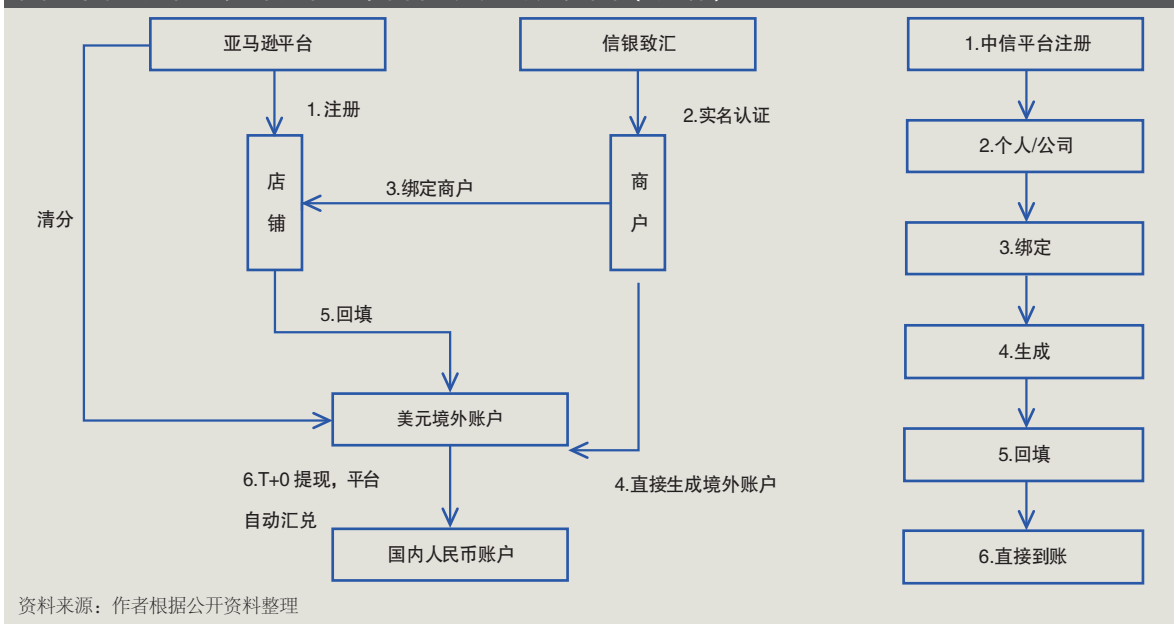 亚马逊平台
信银致汇
1.中信平台注册
1.注册
2.实名认证
店
铺
商
户
2.个人/公司
3.绑定商户
清分
3.绑定
5.回填
4.生成
美元境外账户
5.回填
6.T+0 提现，平台
自动汇兑
4.直接生成境外账户
国内人民币账户
6.直接到账
资料来源：作者根据公开资料整理